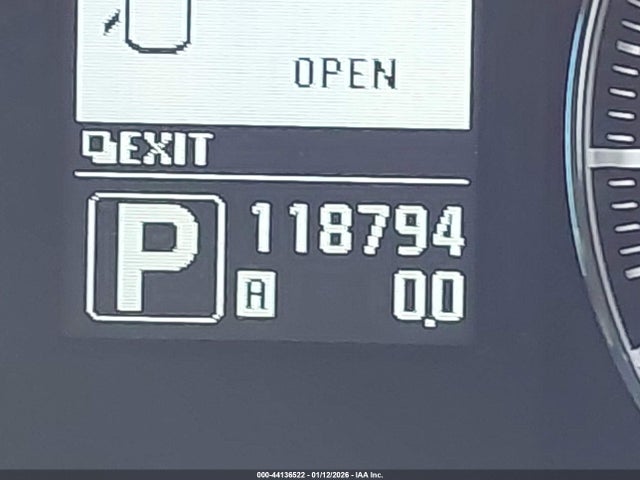 OPEN
EXIT
P
118794
A
0.0
000-44136522 - 01/12/2026 - IAA Inc.